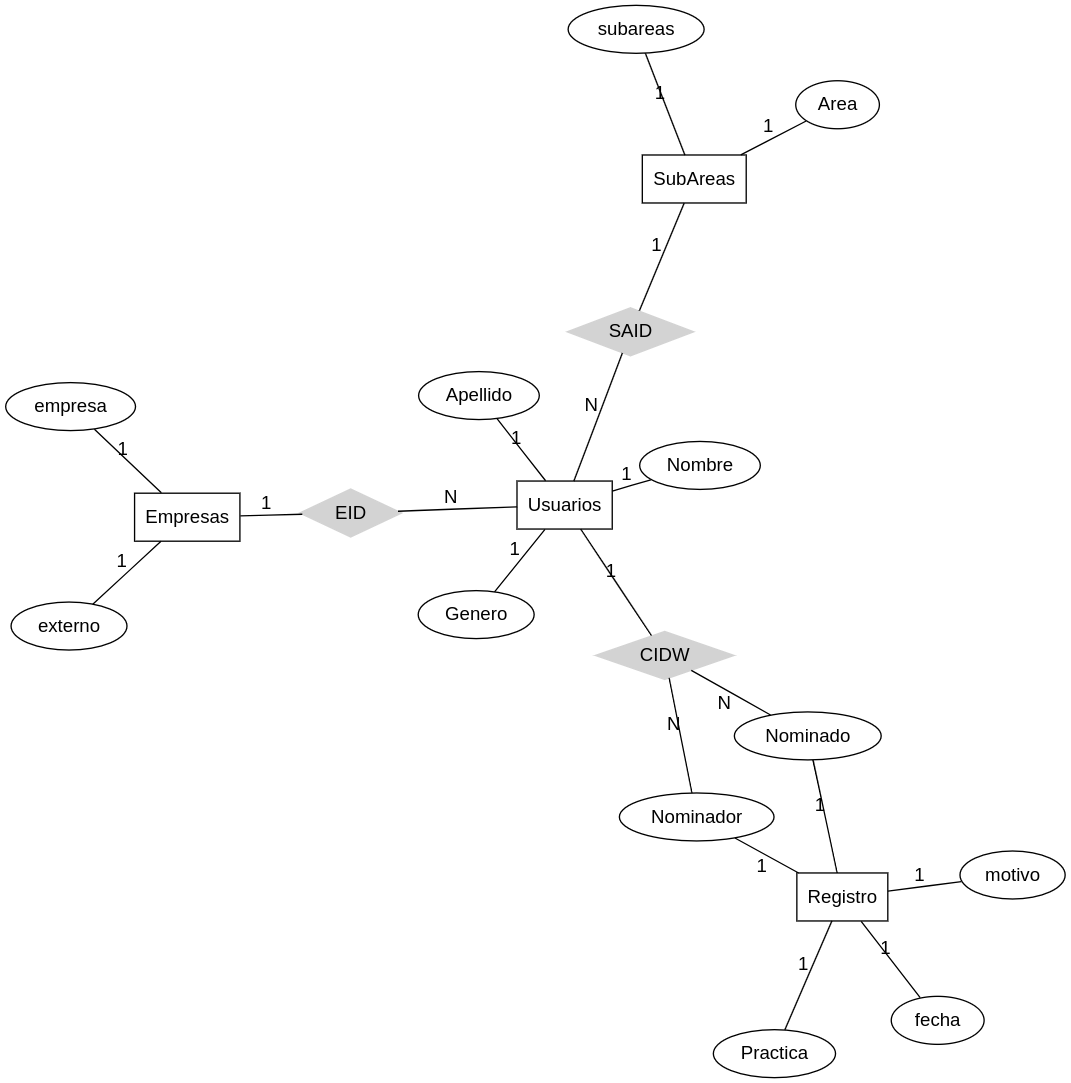 subareas
1
Area
1
SubAreas
1
SAID
N
Apellido
1
empresa
1
Nombre
1
Usuarios
Empresas
1
EID
N
1
externo
1
Genero
1
CIDW
N
N
Nominado
1
Nominador
1
Registro
1
motivo
1
1
fecha
Practica